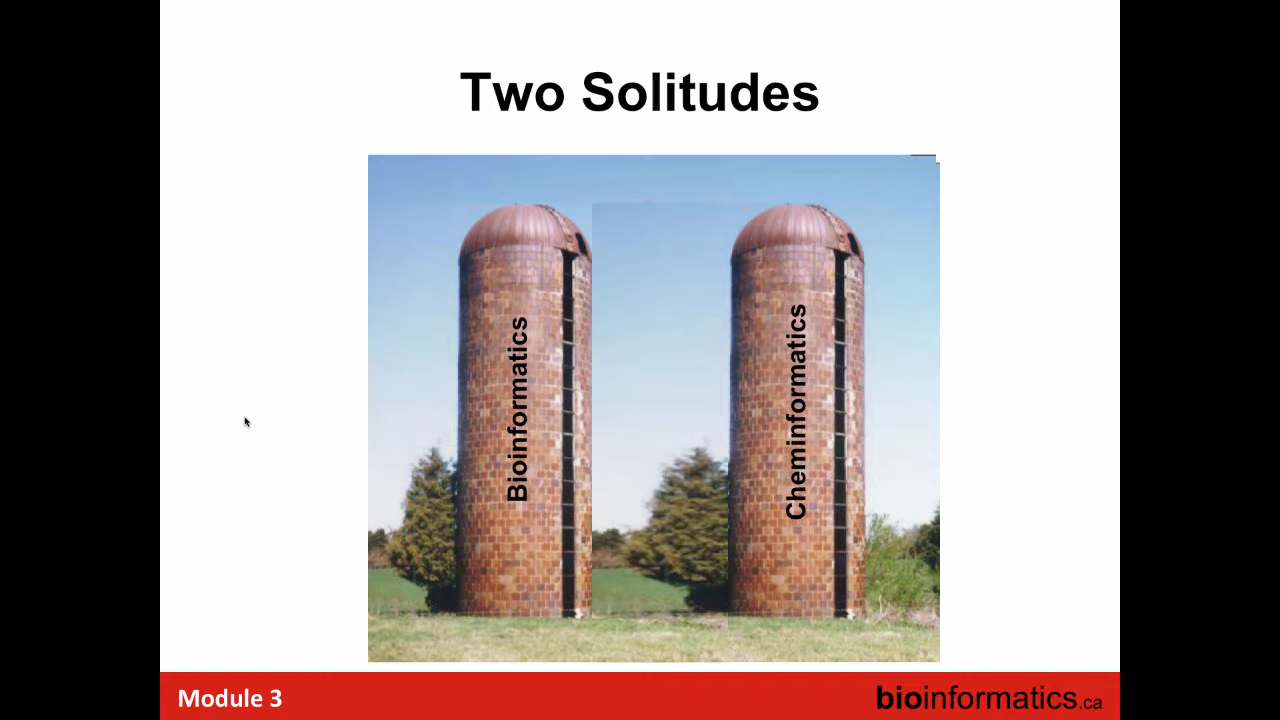 Two Solitudes
Bioinformatics
Cheminformatics
Module 3
bioinformatics.ca